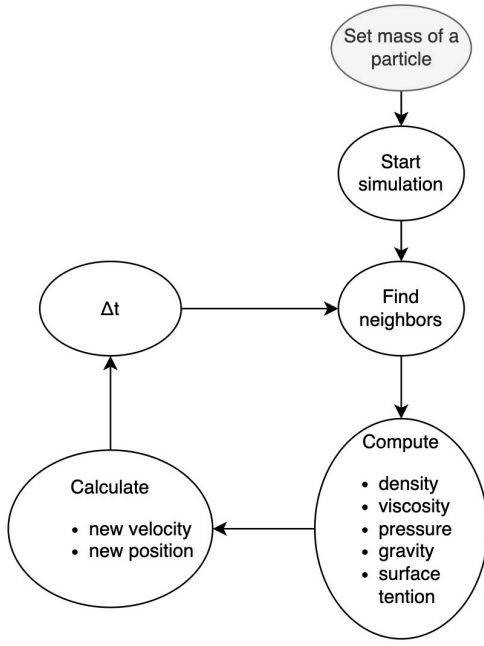 Set mass of a
particle
Start
simulation
Find
neighbors
Δt
Compute
• density
• viscosity
• pressure
• gravity
• surface
tention
Calculate
• new velocity
• new position